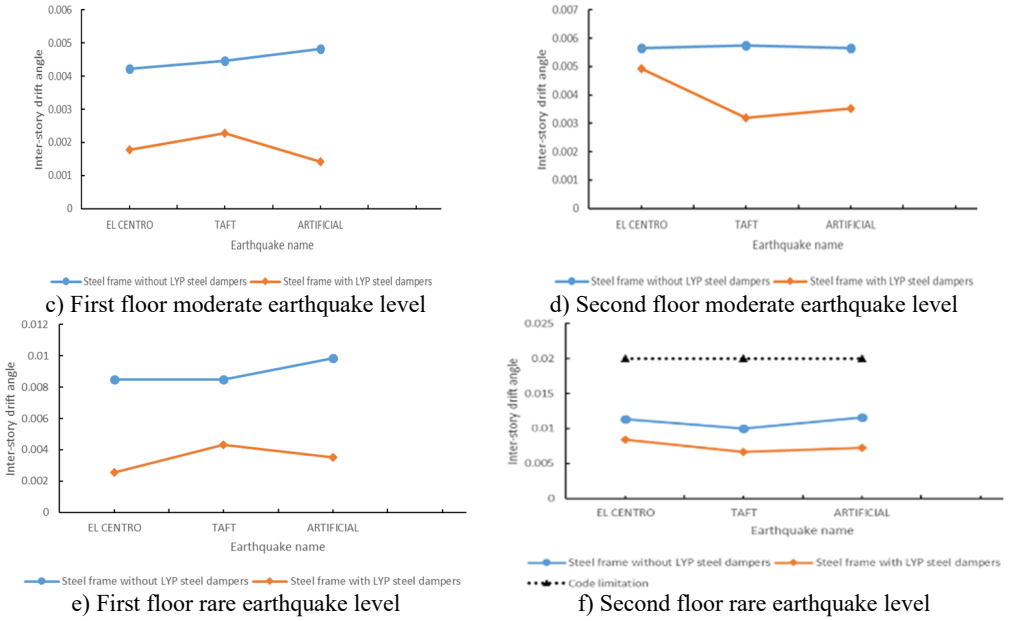 0.006
0.005
0.004
0.003
0.002
0.001
0
Inter-story drift angle
EL CENTRO TAFT ARTIFICIAL
Earthquake name
Steel frame without LYP steel dampers Steel frame with LYP steel dampers
c) First floor moderate earthquake level
0.007
0.006
0.005
0.004
0.003
0.002
0.001
0
Inter-story drift angle
EL CENTRO TAFT ARTIFICIAL
Earthquake name
Steel frame without LYP steel dampers Steel frame with LYP steel dampers
d) Second floor moderate earthquake level
0.012
0.01
0.008
0.006
0.004
0.002
0
Inter-story drift angle
EL CENTRO TAFT ARTIFICIAL
Earthquake name
Steel frame without LYP steel dampers Steel frame with LYP steel dampers
e) First floor rare earthquake level
0.025
0.02
0.015
0.01
0.005
0
Inter-story drift angle
EL CENTRO TAFT ARTIFICIAL
Earthquake name
Steel frame without LYP steel dampers Steel frame with LYP steel dampers
Code limitation
f) Second floor rare earthquake level